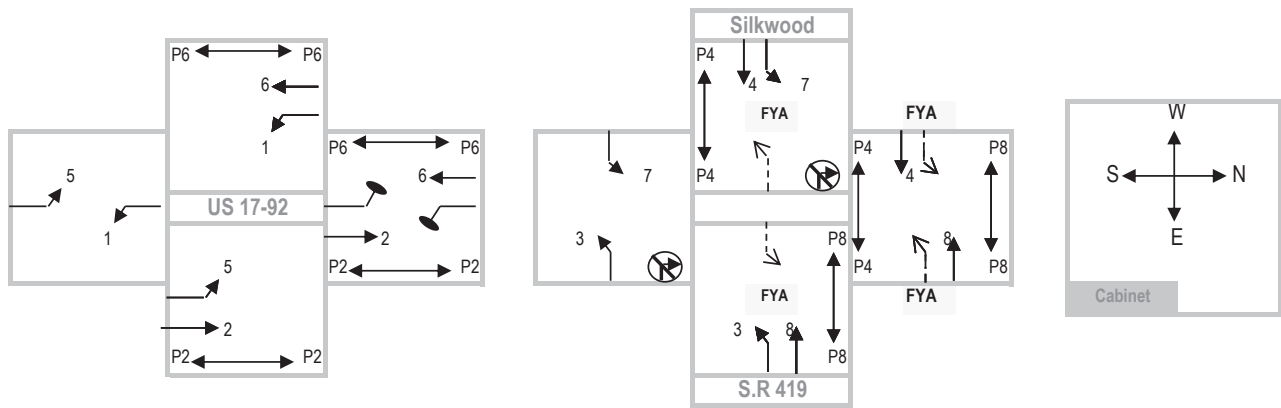 P6 P6
6
1
5
1
US 17-92
5
2
P2 P2
P6 P6
6
2
P2 P2
Silkwood
P4
4 7
FYA
P4
7
3
FYA
P8
3 8
P8
S.R 419
FYA
P4 P8
4
8
P4 P8
FYA
W
S N
E
Cabinet